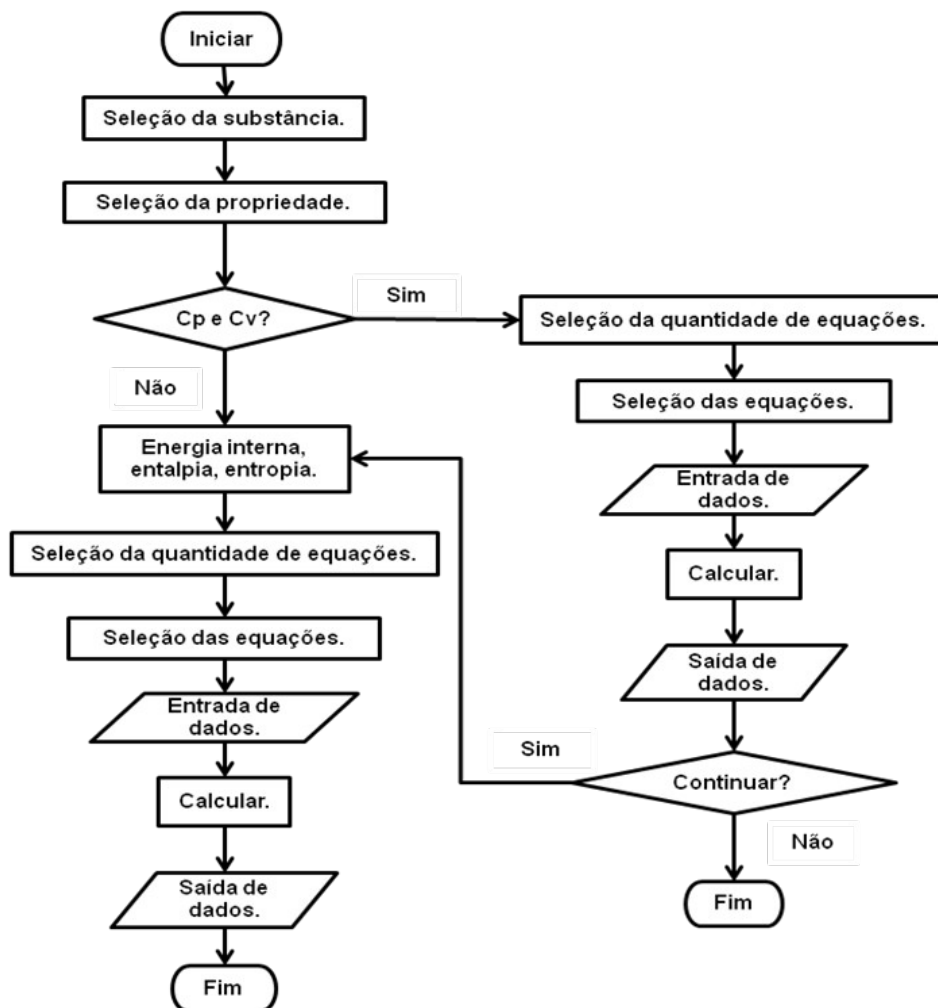 Iniciar
Seleção da substância.
Seleção da propriedade.
Cp e Cv?
Sim
Não
Seleção da quantidade de equações.
Seleção das equações.
Entrada de
dados.
Calcular.
Saída de
dados.
Continuar?
Sim
Não
Fim
Energia interna,
entalpia, entropia.
Seleção da quantidade de equações.
Seleção das equações.
Entrada de
dados.
Calcular.
Saída de
dados.
Fim